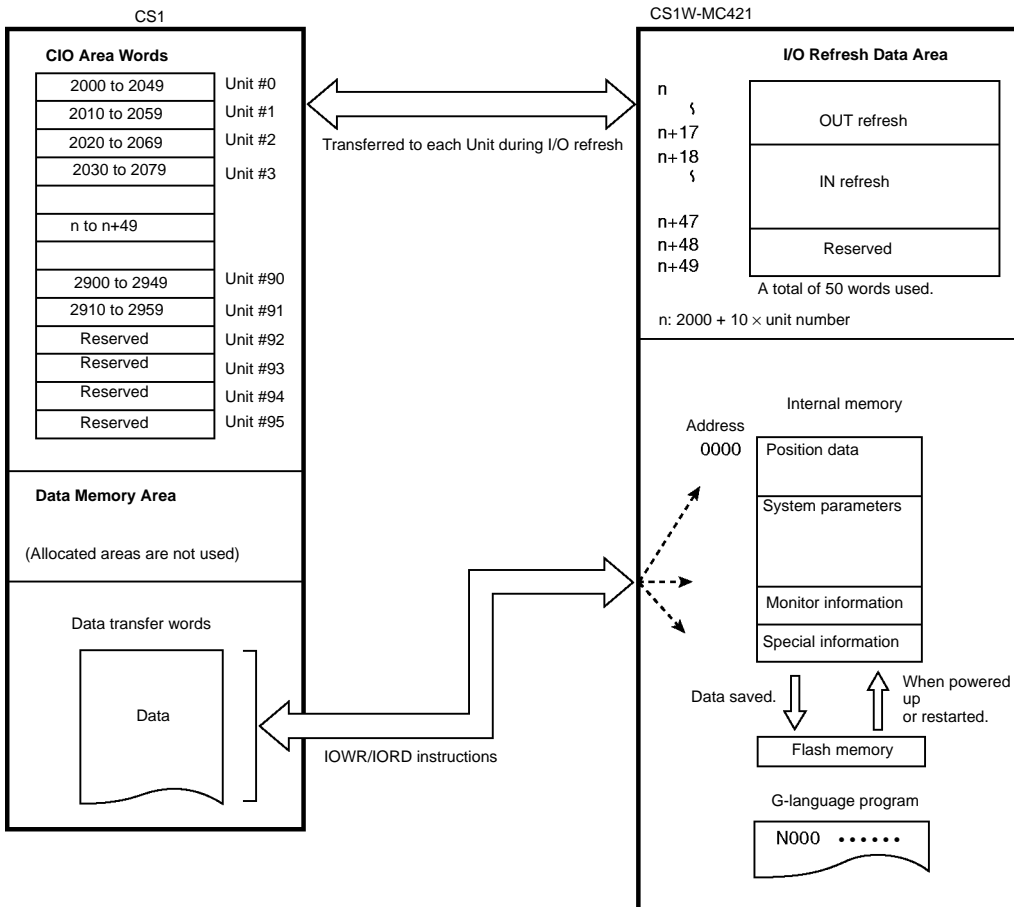 CS1
CIO Area Words
2000 to 2049 Unit #0
2010 to 2059 Unit #1
2020 to 2069 Unit #2
2030 to 2079 Unit #3
n to n+49
2900 to 2949 Unit #90
2910 to 2959 Unit #91
Reserved Unit #92
Reserved Unit #93
Reserved Unit #94
Reserved Unit #95
Data Memory Area
(Allocated areas are not used)
Data transfer words
Data
Transferred to each Unit during I/O refresh
IOWR/IORD instructions
CS1W-MC421
I/O Refresh Data Area
n
n+17
OUT refresh
n+18
IN refresh
n+47
n+48
Reserved
n+49
A total of 50 words used.
n: 2000 + 10 × unit number
Internal memory
Address
0000
Position data
System parameters
Monitor information
Special information
Data saved.
When powered
up
or restarted.
Flash memory
G-language program
N000 ••••••